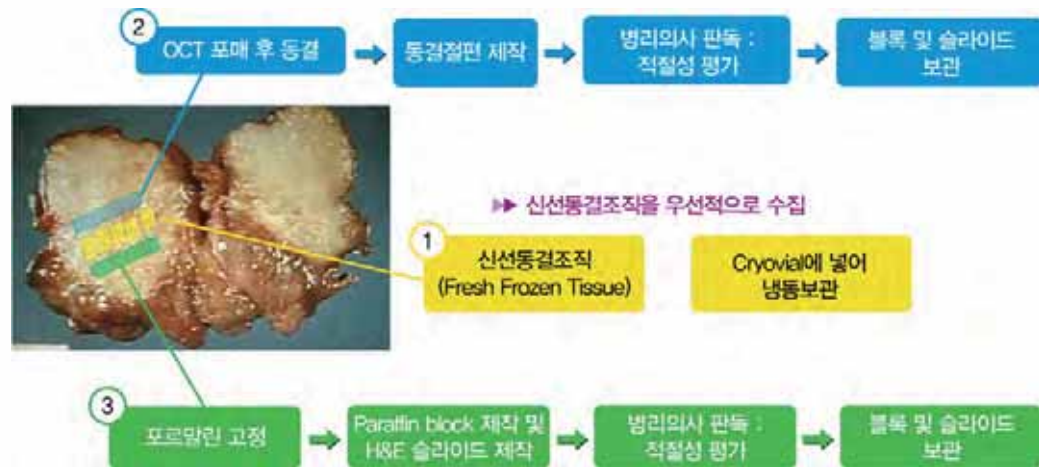 ②
OCT 포매 후 동결
동결절편 제작
병리의사 판독 :
적절성 평가
블록 및 슬라이드
보관
▶▶ 신선동결조직을 우선적으로 수집
①
신선동결조직
(Fresh Frozen Tissue)
Cryovial에 넣어
냉동보관
③
포르말린 고정
Paraffin block 제작 및
H&E 슬라이드 제작
병리의사 판독 :
적절성 평가
블록 및 슬라이드
보관